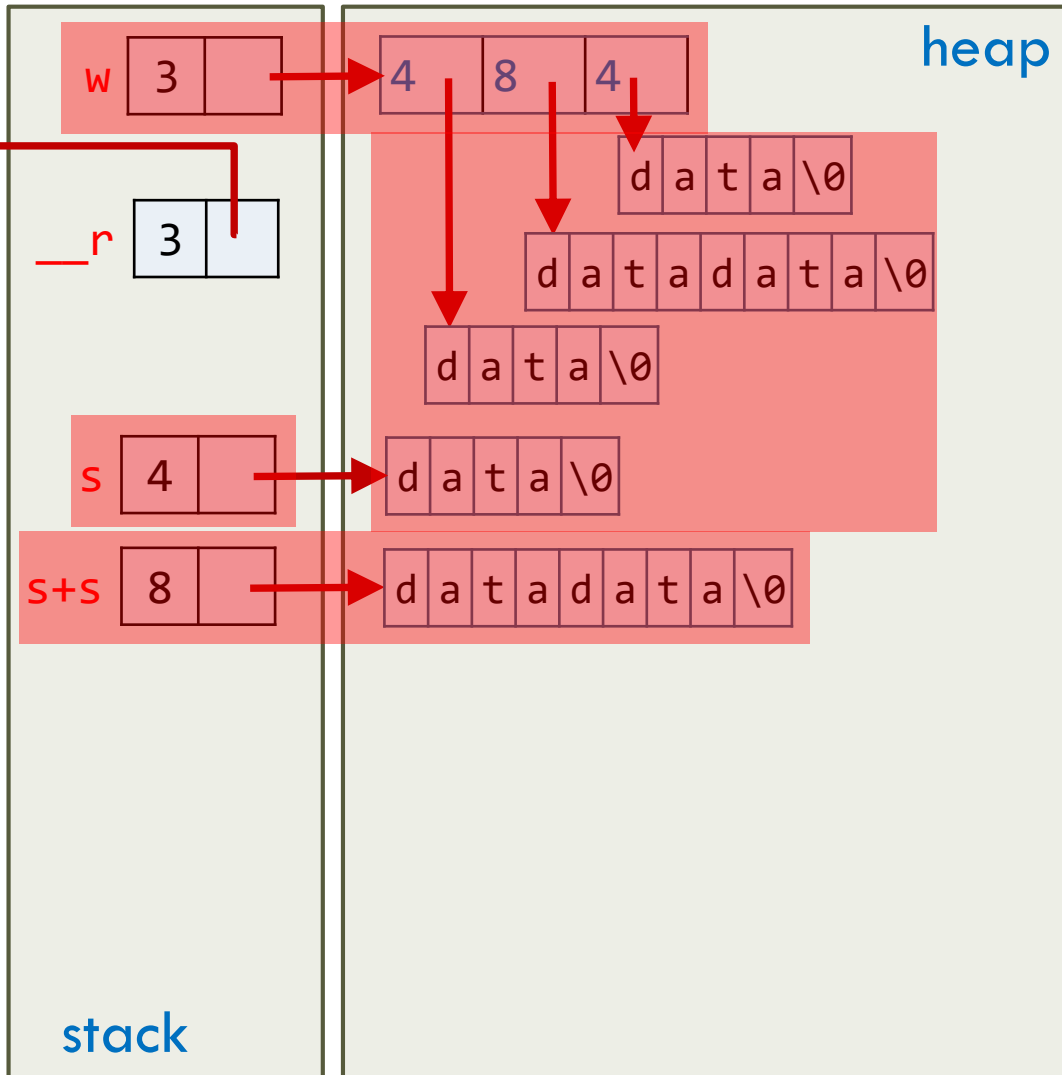 heap
w 3 4 8 4
d a t a \0
__r 3
d a t a d a t a \0
d a t a \0
s 4 d a t a \0
s+s 8 d a t a d a t a \0
stack